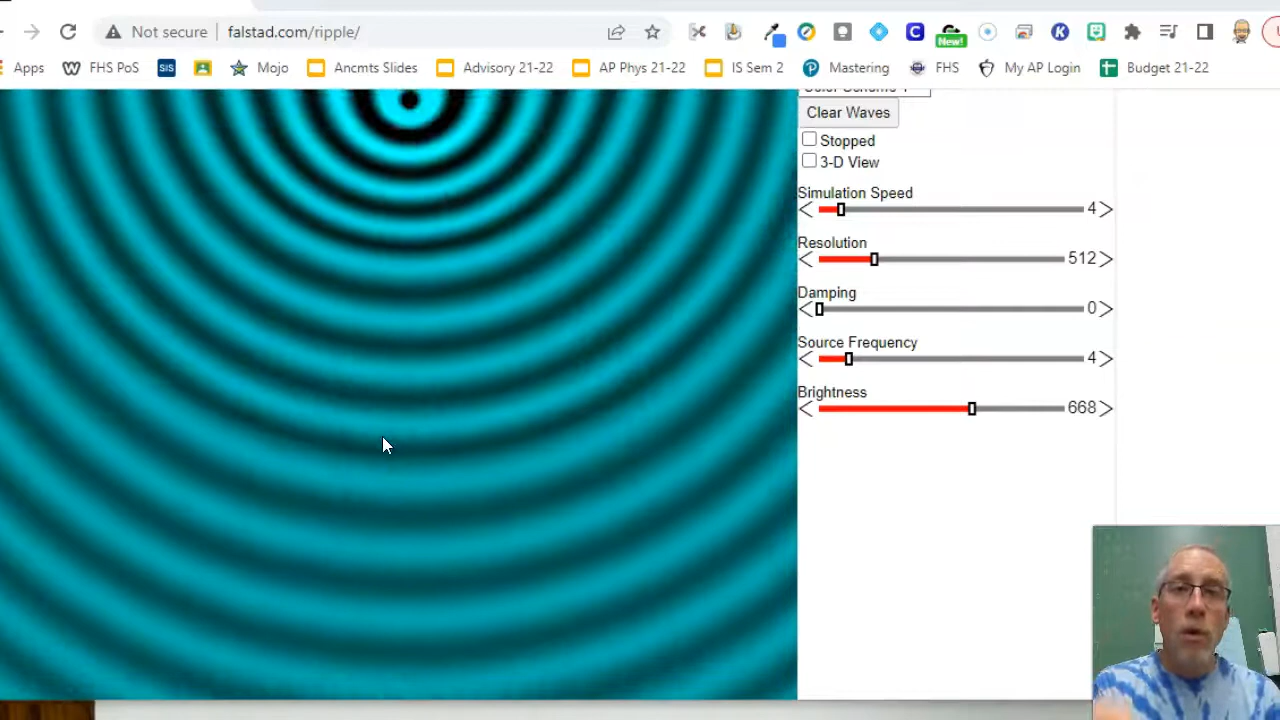 Not secure | falstad.com/ripple/
New!
Apps FHS PoS SIS Mojo Ancmts Slides Advisory 21-22 AP Phys 21-22 IS Sem 2 Mastering FHS My AP Login Budget 21-22
Clear Waves
Stopped
3-D View
Simulation Speed
4
Resolution
512
Damping
0
Source Frequency
4
Brightness
668